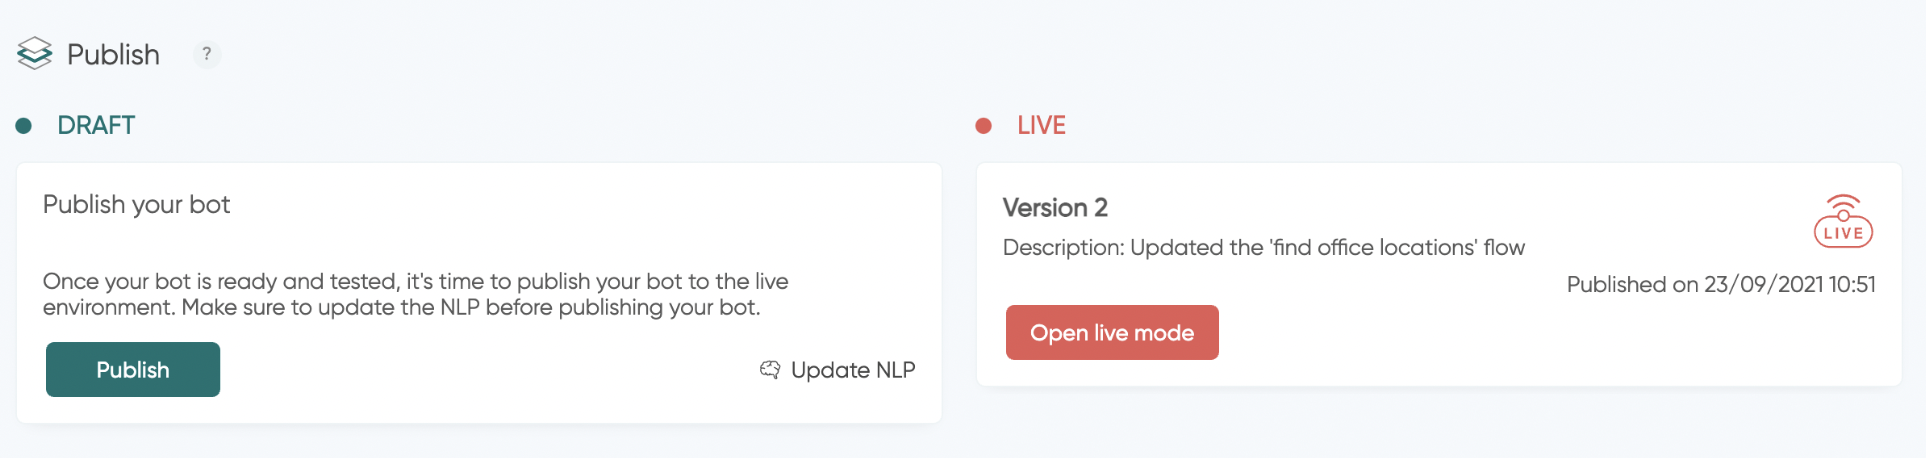 Publish ?
DRAFT
Publish your bot
Once your bot is ready and tested, it's time to publish your bot to the live
environment. Make sure to update the NLP before publishing your bot.
Publish
Update NLP
LIVE
Version 2
LIVE
Description: Updated the 'find office locations' flow
Published on 23/09/2021 10:51
Open live mode